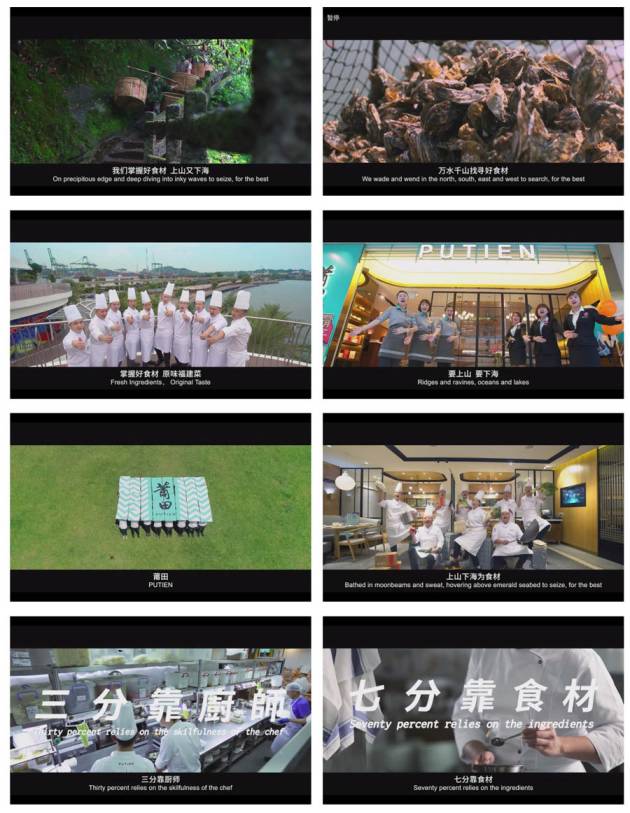 我们掌握好食材 上山又下海
On precipitous edge and deep diving into inky waves to seize, for the best
暂停
万水千山找寻好食材
We wade and wend in the north, south, east and west to search, for the best
掌握好食材 原味福建菜
Fresh Ingredients, Original Taste
PUTIEN
要上山 要下海
Ridges and ravines, oceans and lakes
莆田
PUTIEN
莆田
PUTIEN
上山下海为食材
Bathed in moonbeams and sweat, hovering above emerald seabed to seize, for the best
三分靠廚師
Thirty percent relies on the skilfulness of the chef
PUTIEN
三分靠厨师
Thirty percent relies on the skilfulness of the chef
七分靠食材
Seventy percent relies on the ingredients
七分靠食材
Seventy percent relies on the ingredients